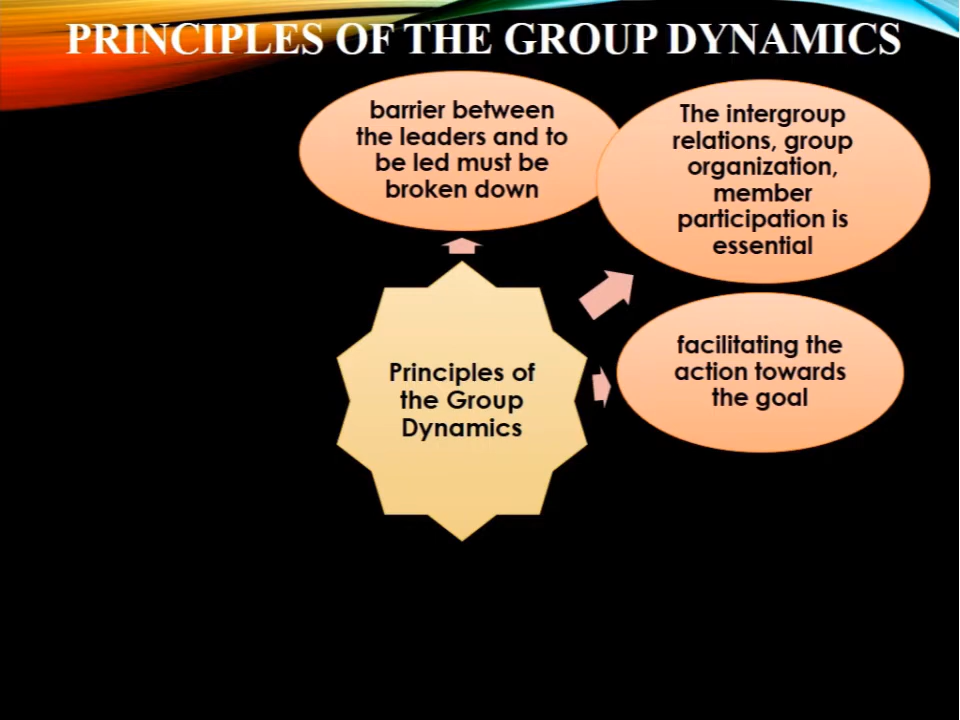 PRINCIPLES OF THE GROUP DYNAMICS
barrier between
the leaders and to
be led must be
broken down
The intergroup
relations, group
organization,
member
participation is
essential
facilitating the
action towards
the goal
Principles of
the Group
Dynamics